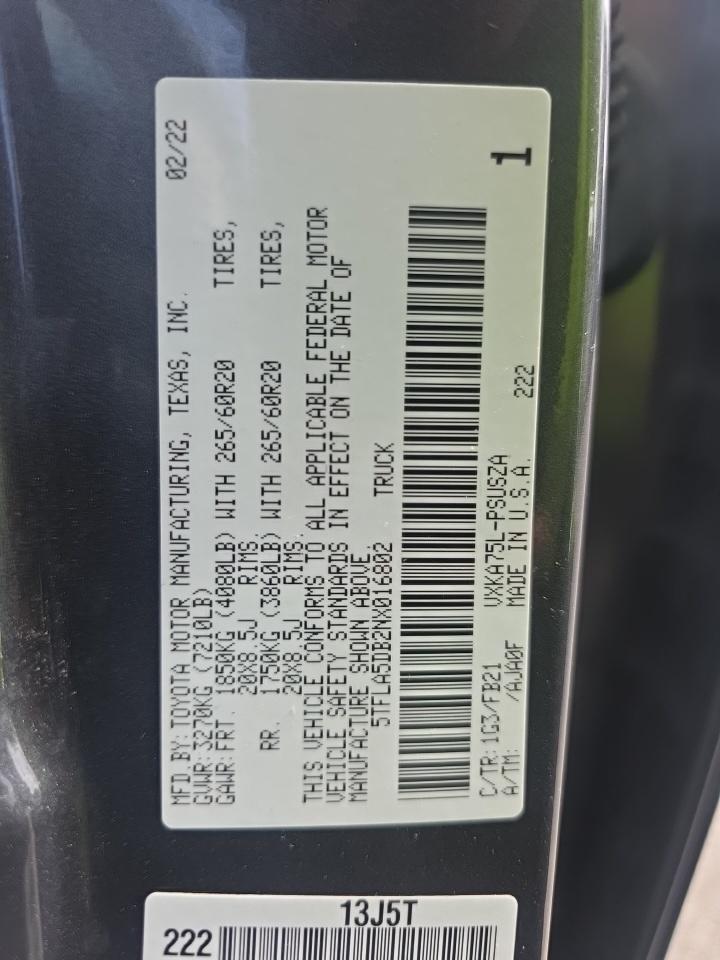 MFD.BY:TOYOTA MOTOR MANUFACTURING, TEXAS, INC. 02/22
GVWR:3270KG (7210LB)
GAWR:FRT. 1850KG (4080LB) WITH 265/60R20 TIRES,
20X8.5J RIMS.
RR. 1750KG (3860LB) WITH 265/60R20 TIRES,
20X8.5J RIMS.
THIS VEHICLE CONFORMS TO ALL APPLICABLE FEDERAL MOTOR
VEHICLE SAFETY STANDARDS IN EFFECT ON THE DATE OF
MANUFACTURE SHOWN ABOVE.
5TFLA5DB2NX016802 TRUCK
C/TR:1G3/FB21 VXKA75L-PSUSZA 1
A/TM: /AJA0F MADE IN U.S.A. 222
13J5T
222